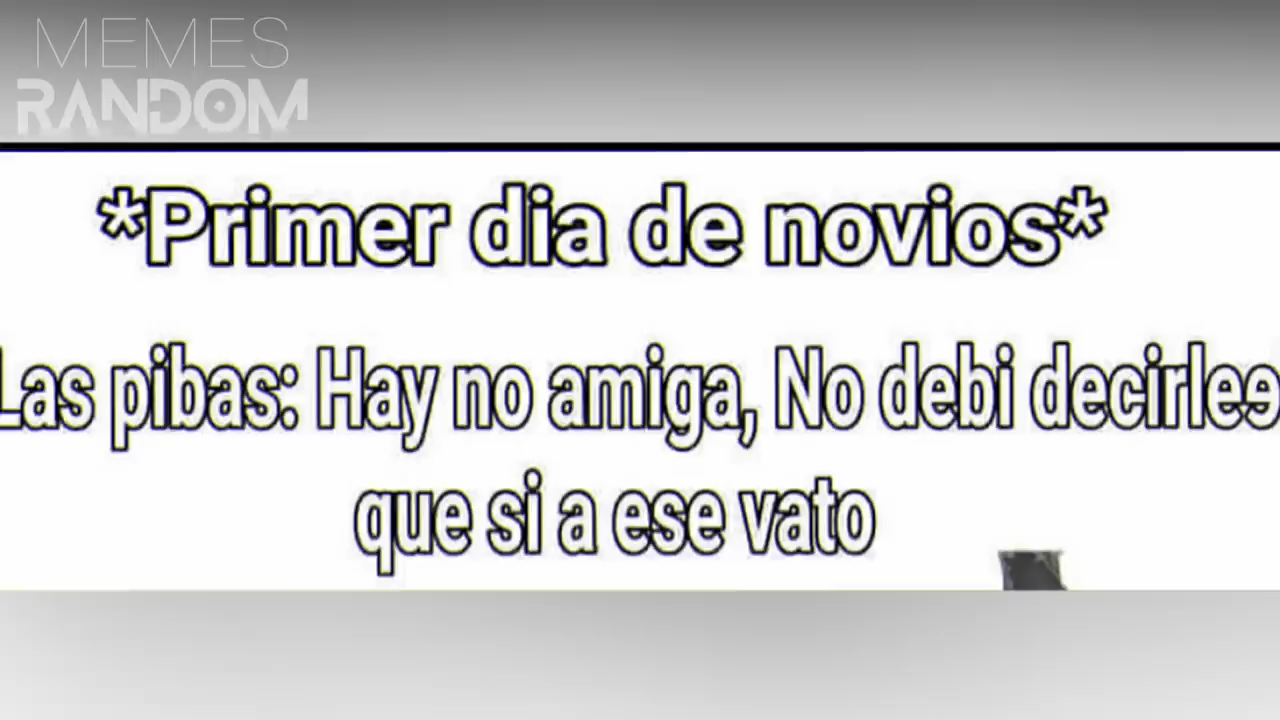 MEMES
RANDOM
*Primer dia de novios*
Las pibas: Hay no amiga, No debi decirlee
que si a ese vato